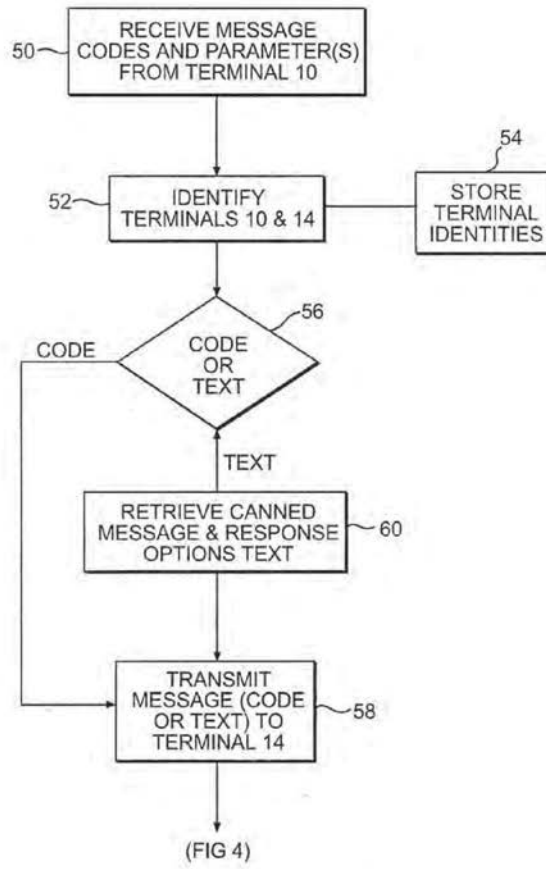 50
RECEIVE MESSAGE
CODES AND PARAMETER(S)
FROM TERMINAL 10
52
IDENTIFY
TERMINALS 10 & 14
54
STORE
TERMINAL
IDENTITIES
56
CODE
CODE
OR
TEXT
TEXT
RETRIEVE CANNED
MESSAGE & RESPONSE
OPTIONS TEXT
60
TRANSMIT
MESSAGE (CODE
OR TEXT) TO
TERMINAL 14
58
(FIG 4)